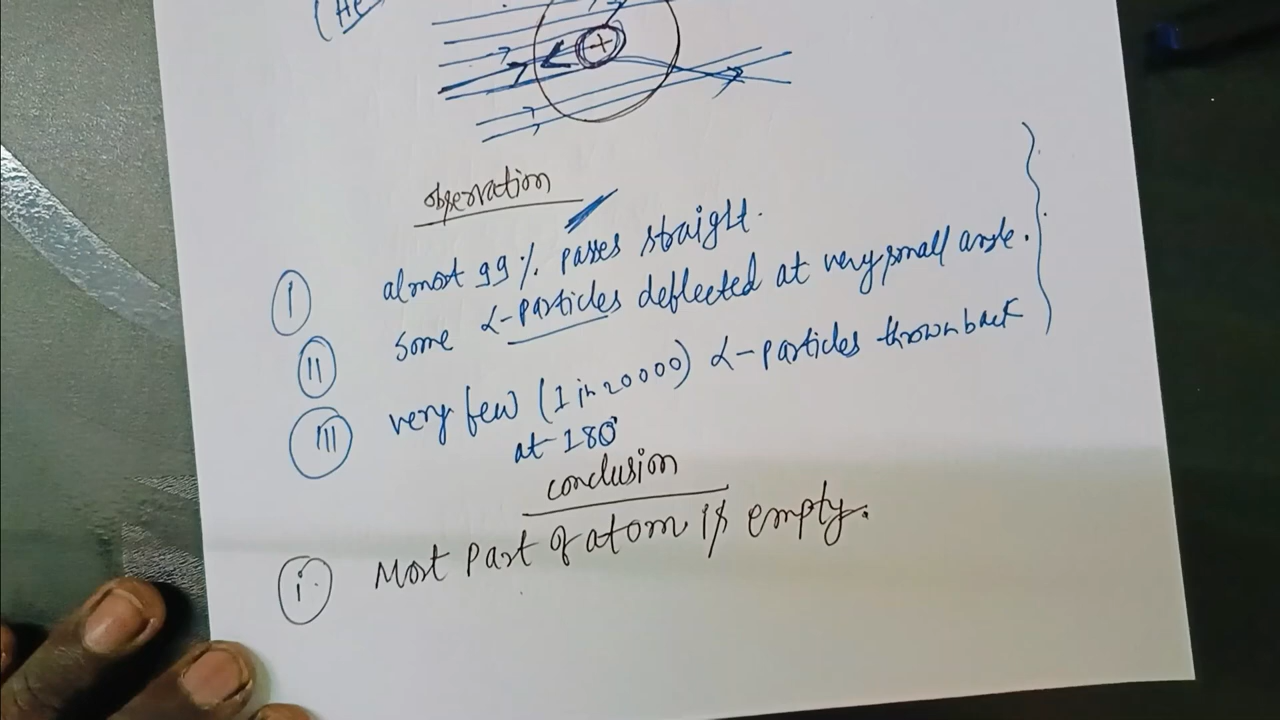 (He
+
observation
I almost 99% passes straight.
II some α-particles deflected at very small angle.
III very few (1 in 20000) α-particles thrown back
at 180°
conclusion
i. Most part of atom is empty.